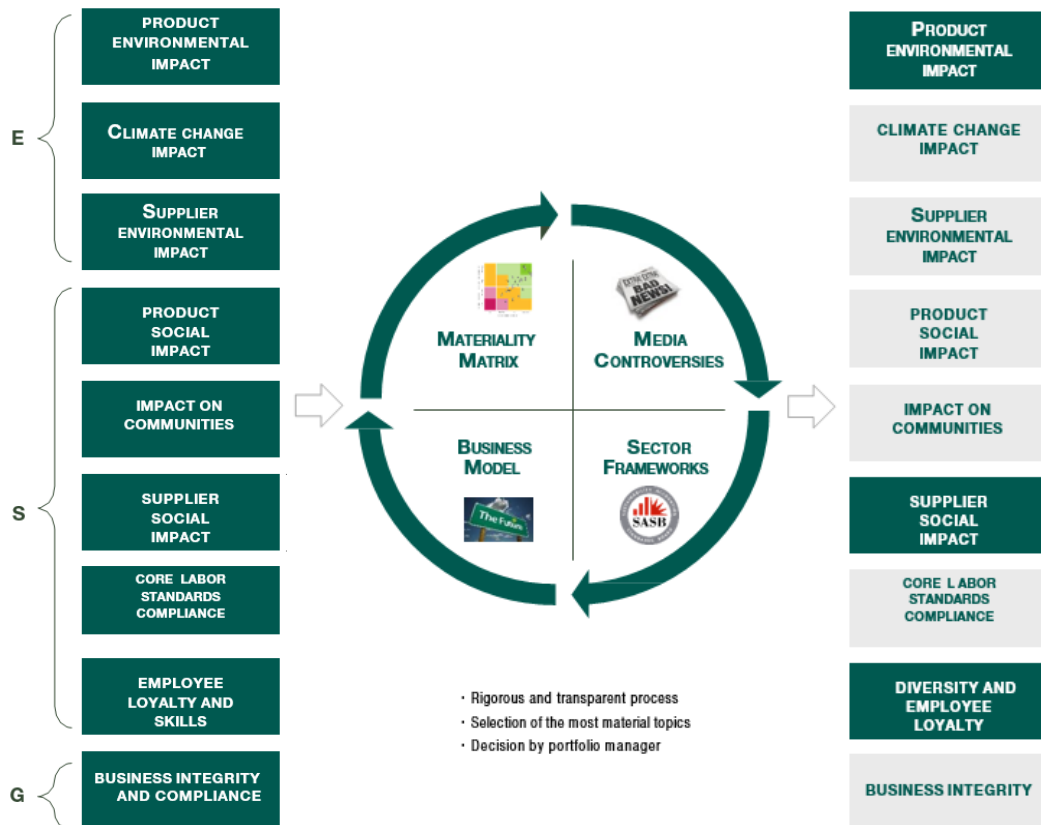 E
PRODUCT
ENVIRONMENTAL
IMPACT
CLIMATE CHANGE
IMPACT
SUPPLIER
ENVIRONMENTAL
IMPACT
S
PRODUCT
SOCIAL
IMPACT
IMPACT ON
COMMUNITIES
SUPPLIER
SOCIAL
IMPACT
CORE LABOR
STANDARDS
COMPLIANCE
EMPLOYEE
LOYALTY AND
SKILLS
G
BUSINESS INTEGRITY
AND COMPLIANCE
MATERIALITY
MATRIX
EXTRA EXTRA
BAD
NEWS!
MEDIA
CONTROVERSIES
BUSINESS
MODEL
The Future
SECTOR
FRAMEWORKS
SASB
· Rigorous and transparent process
· Selection of the most material topics
· Decision by portfolio manager
PRODUCT
ENVIRONMENTAL
IMPACT
CLIMATE CHANGE
IMPACT
SUPPLIER
ENVIRONMENTAL
IMPACT
PRODUCT
SOCIAL
IMPACT
IMPACT ON
COMMUNITIES
SUPPLIER
SOCIAL
IMPACT
CORE LABOR
STANDARDS
COMPLIANCE
DIVERSITY AND
EMPLOYEE
LOYALTY
BUSINESS INTEGRITY